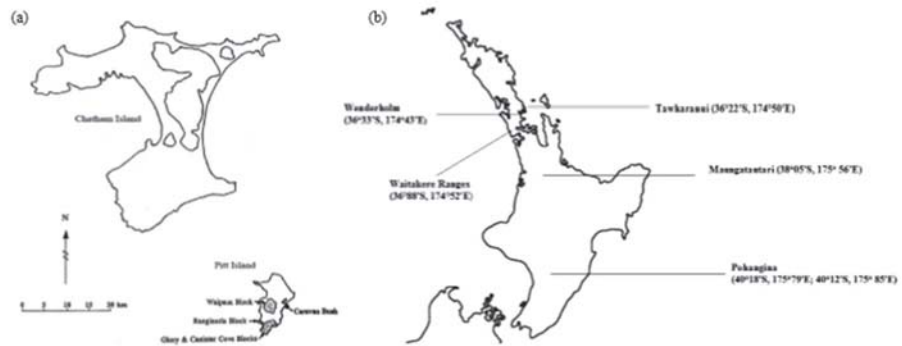 (a)
Chatham Island
N
0 5 10 15 20 km
Pitt Island
Waipaua Block
Caravan Bush
Rangiauria Block
Glory & Canister Cove Blocks
(b)
Wenderholm
(36°33'S, 174°43'E)
Tawharanui (36°22'S, 174°50'E)
Waitakere Ranges
(36°88'S, 174°52'E)
Maungatautari (38°05'S, 175° 56'E)
Pohangina
(40°18'S, 175°79'E; 40°12'S, 175° 85'E)